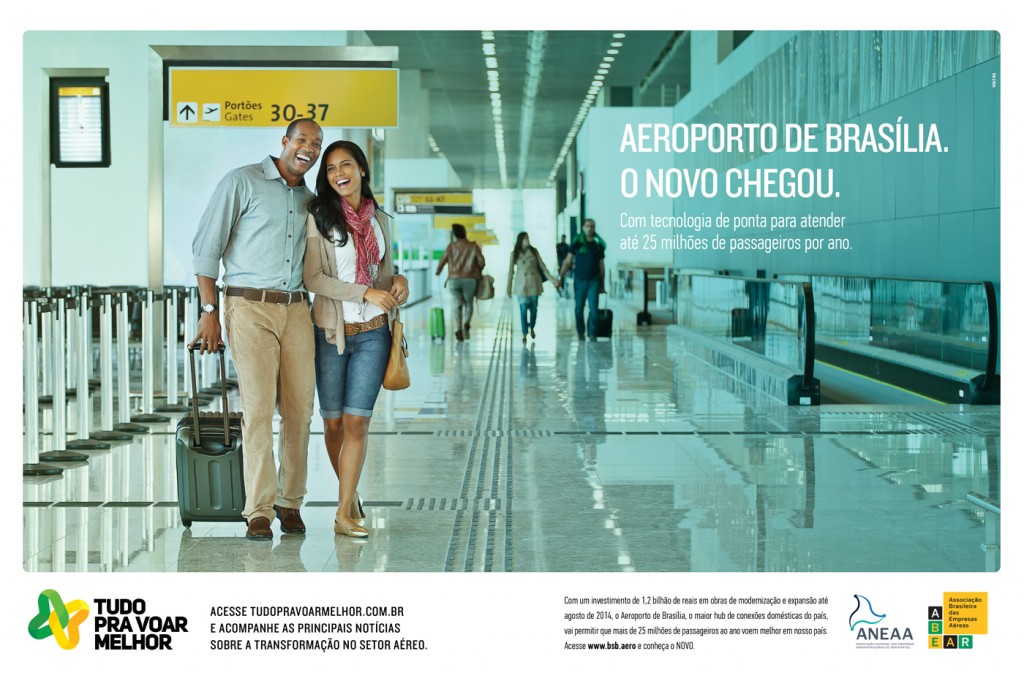 Portões
Gates
30-37
AEROPORTO DE BRASÍLIA.
O NOVO CHEGOU.
Com tecnologia de ponta para atender
até 25 milhões de passageiros por ano.
TUDO
PRA VOAR
MELHOR
ACESSE TUDOPRAVOARMELHOR.COM.BR
E ACOMPANHE AS PRINCIPAIS NOTÍCIAS
SOBRE A TRANSFORMAÇÃO NO SETOR AÉREO.
Com um investimento de 1,2 bilhão de reais em obras de modernização e expansão até
agosto de 2014, o Aeroporto de Brasília, o maior hub de conexões domésticas do país,
vai permitir que mais de 25 milhões de passageiros ao ano voem melhor em nosso país.
Acesse www.bsb.aero e conheça o NOVO.
ANEAA
Associação
Brasileira
das
Empresas
Aéreas
ABEAR